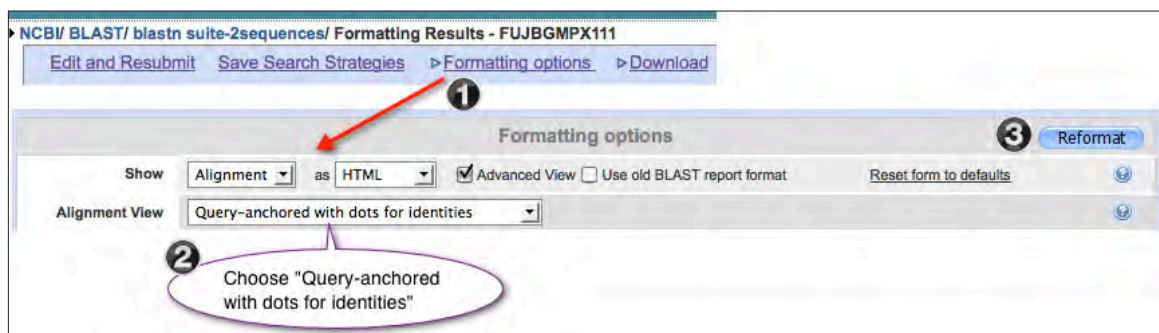 NCBI/ BLAST/ blastn suite-2sequences/ Formatting Results - FUJBGMPX111
Edit and Resubmit Save Search Strategies Formatting options Download
1
Formatting options
3 Reformat
Show Alignment as HTML Advanced View Use old BLAST report format Reset form to defaults ?
Alignment View Query-anchored with dots for identities ?
2
Choose "Query-anchored
with dots for identities"